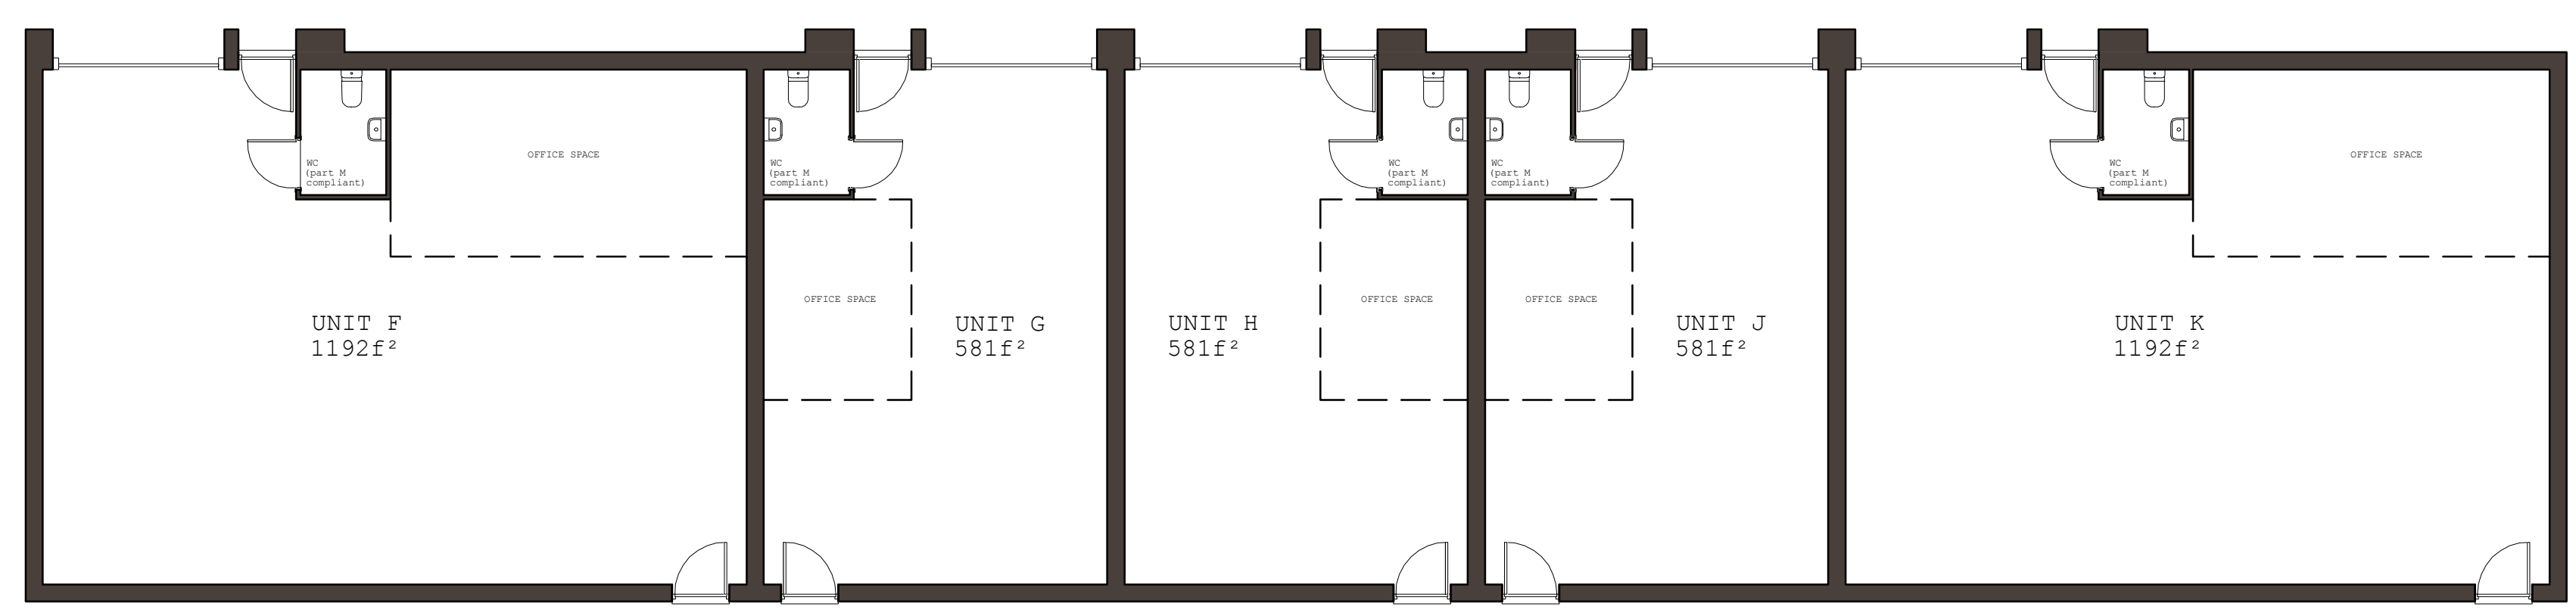 OFFICE SPACE
WC
(part M
compliant)
UNIT F
1192f²
WC
(part M
compliant)
OFFICE SPACE
UNIT G
581f²
WC
(part M
compliant)
OFFICE SPACE
UNIT H
581f²
WC
(part M
compliant)
OFFICE SPACE
UNIT J
581f²
WC
(part M
compliant)
OFFICE SPACE
UNIT K
1192f²